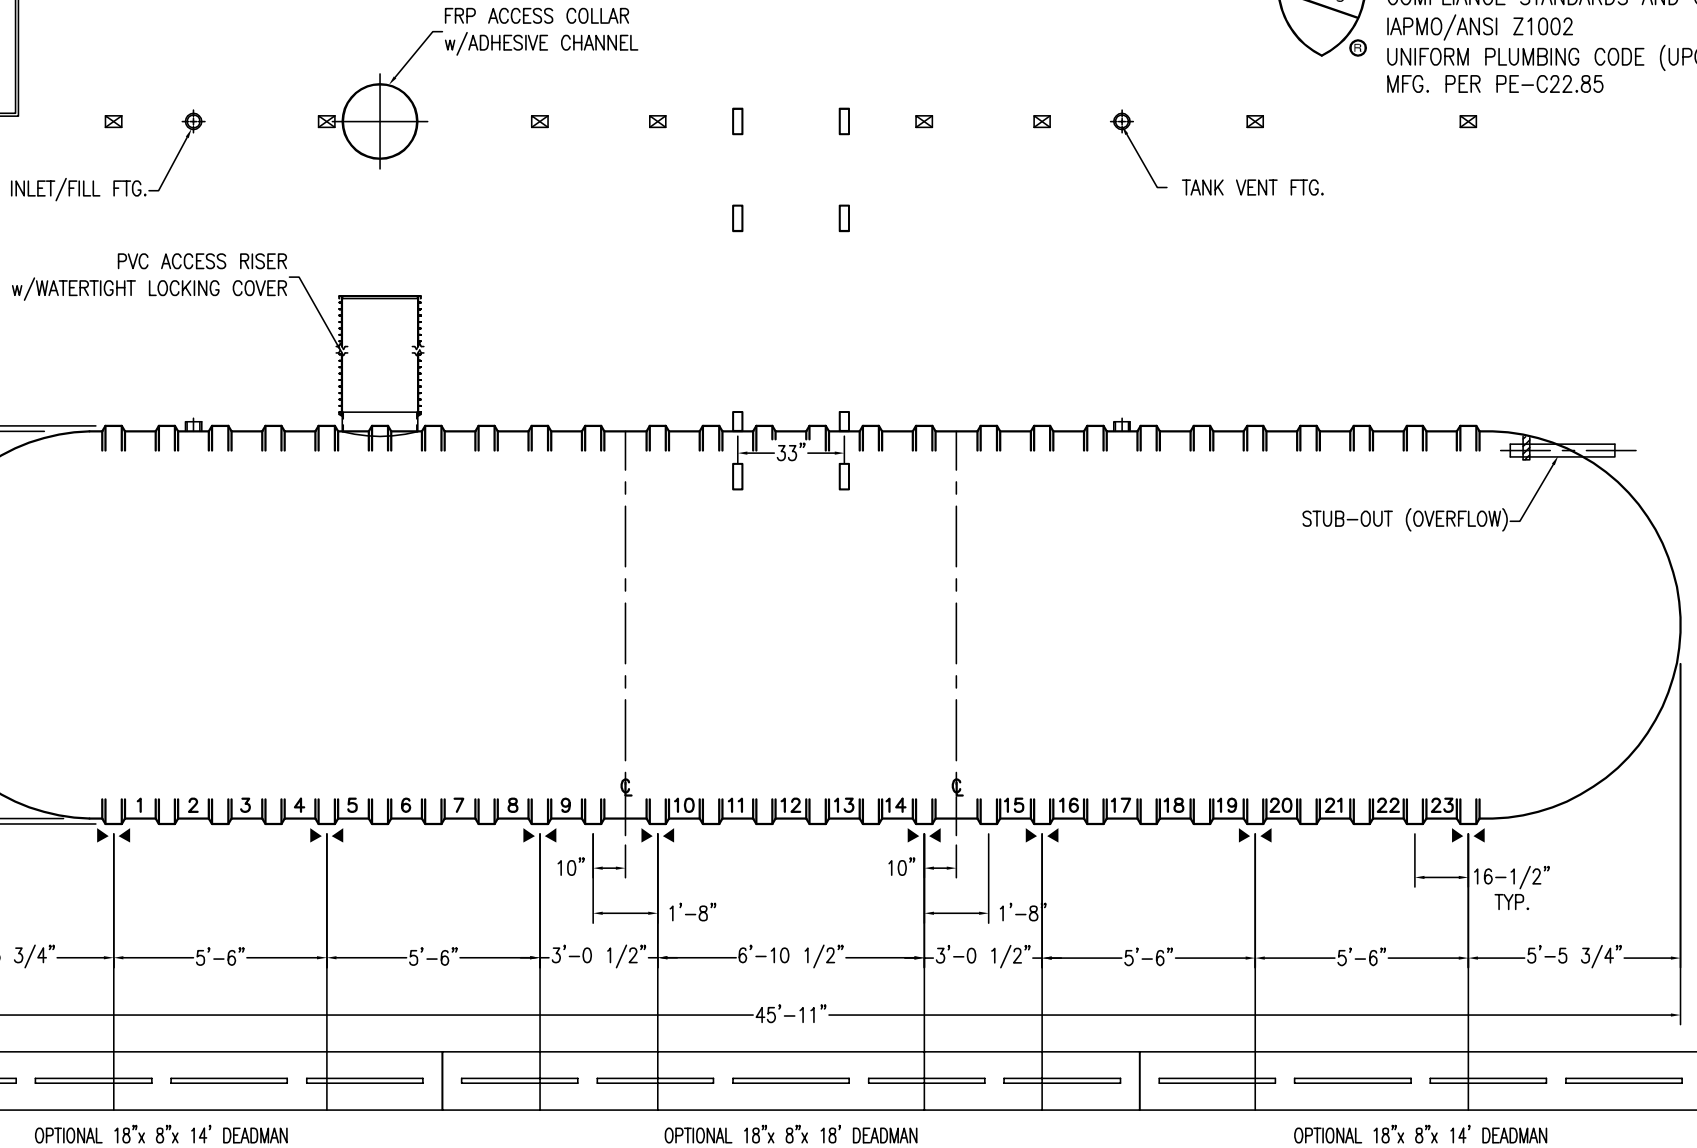 FRP ACCESS COLLAR
w/ADHESIVE CHANNEL
IAPMO/ANSI Z1002
UNIFORM PLUMBING CODE (UPC
MFG. PER PE-C22.85
®
INLET/FILL FTG.
TANK VENT FTG.
PVC ACCESS RISER
w/WATERTIGHT LOCKING COVER
33"
STUB-OUT (OVERFLOW)
℄ ℄
1 2 3 4 5 6 7 8 9 10 11 12 13 14 15 16 17 18 19 20 21 22 23
10" 10" 16-1/2"
TYP.
1'-8" 1'-8"
3/4" 5'-6" 5'-6" 3'-0 1/2" 6'-10 1/2" 3'-0 1/2" 5'-6" 5'-6" 5'-5 3/4"
45'-11"
OPTIONAL 18"x 8"x 14' DEADMAN OPTIONAL 18"x 8"x 18' DEADMAN OPTIONAL 18"x 8"x 14' DEADMAN